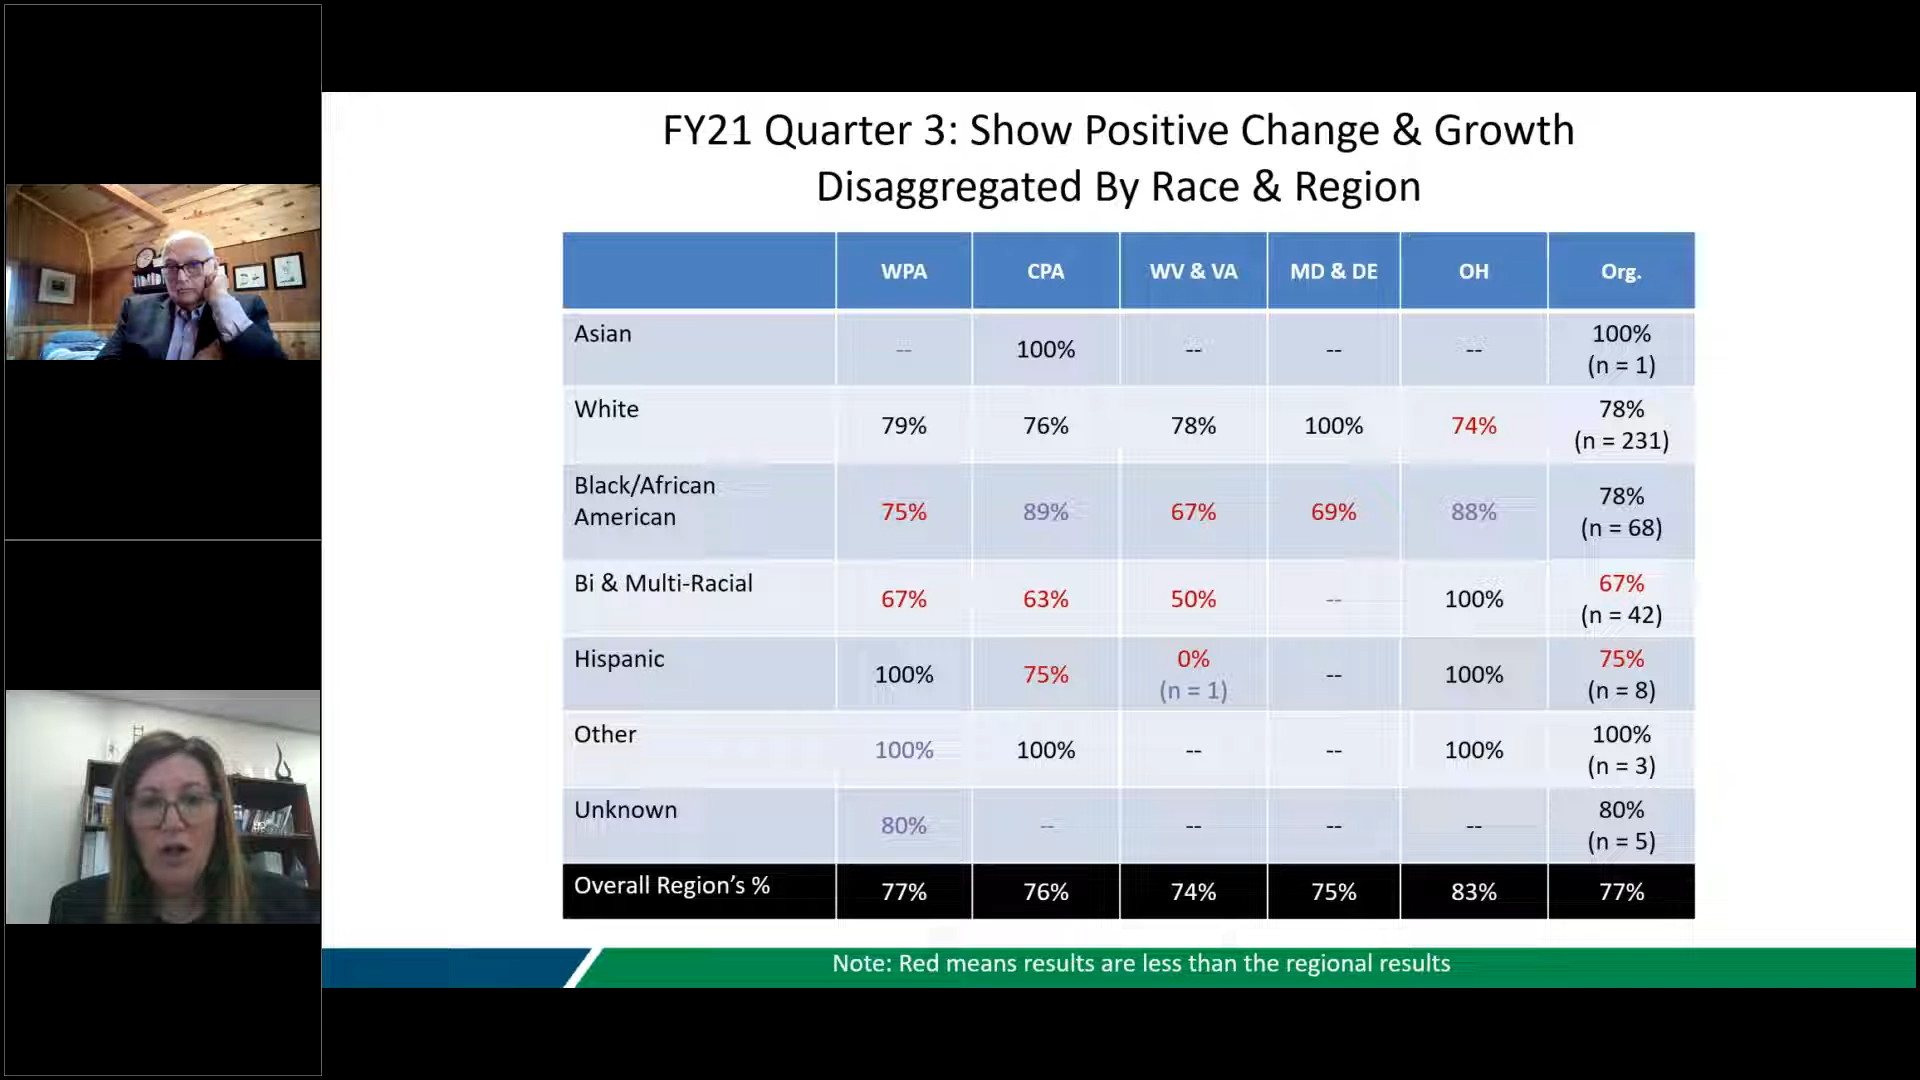 FY21 Quarter 3: Show Positive Change & Growth
Disaggregated By Race & Region
WPA CPA WV & VA MD & DE OH Org.
Asian -- 100% -- -- -- 100%
(n = 1)
White 79% 76% 78% 100% 74% 78%
(n = 231)
Black/African
American 75% 89% 67% 69% 88% 78%
(n = 68)
Bi & Multi-Racial 67% 63% 50% -- 100% 67%
(n = 42)
Hispanic 100% 75% 0% -- 100% 75%
(n = 1) (n = 8)
Other 100% 100% -- -- 100% 100%
(n = 3)
Unknown 80% -- -- -- -- 80%
(n = 5)
Overall Region’s % 77% 76% 74% 75% 83% 77%
Note: Red means results are less than the regional results